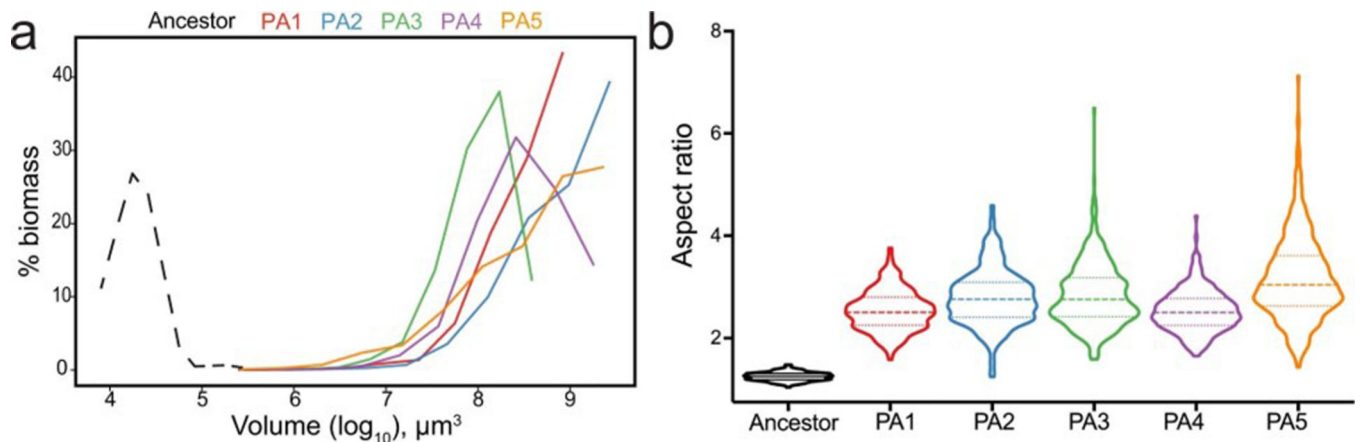 a
Ancestor PA1 PA2 PA3 PA4 PA5
40
30
20
10
0
% biomass
4 5 6 7 8 9
Volume (log10), μm³
b
8
6
4
2
Aspect ratio
Ancestor PA1 PA2 PA3 PA4 PA5